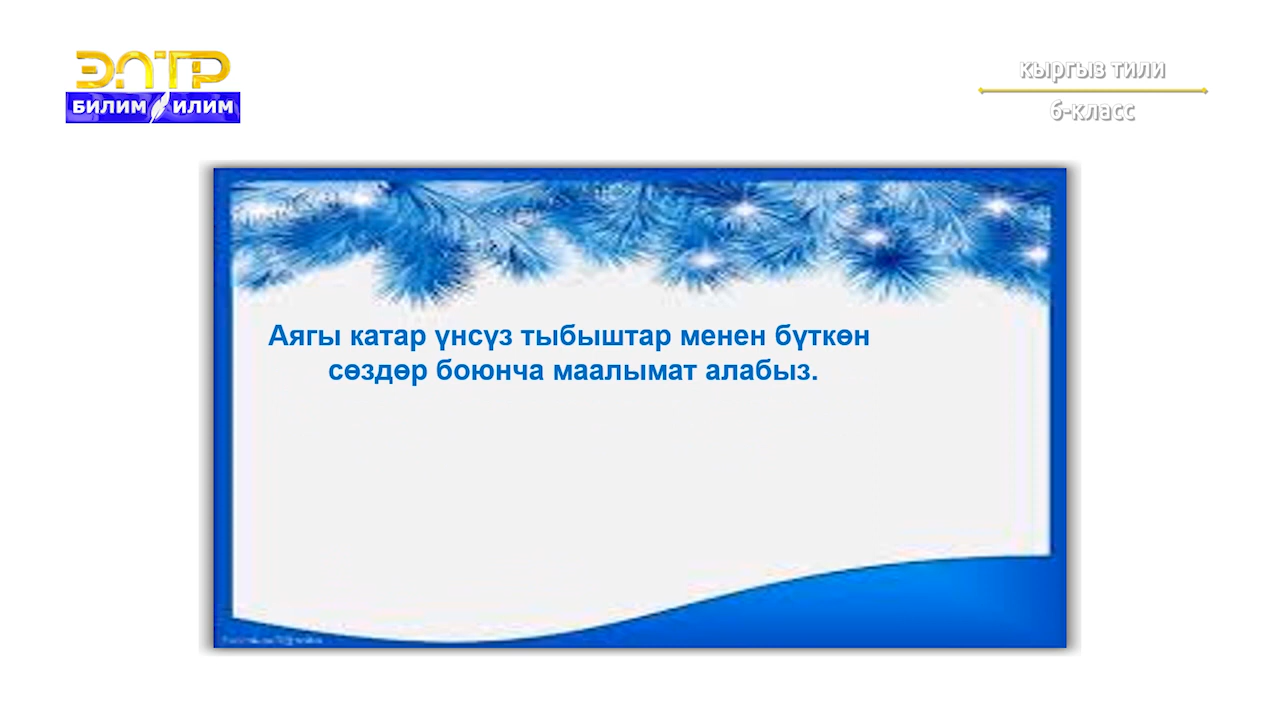 ЭЛТР
БИЛИМ ИЛИМ
кыргыз тили
6-класс
Аягы катар үнсүз тыбыштар менен бүткөн
сөздөр боюнча маалымат алабыз.